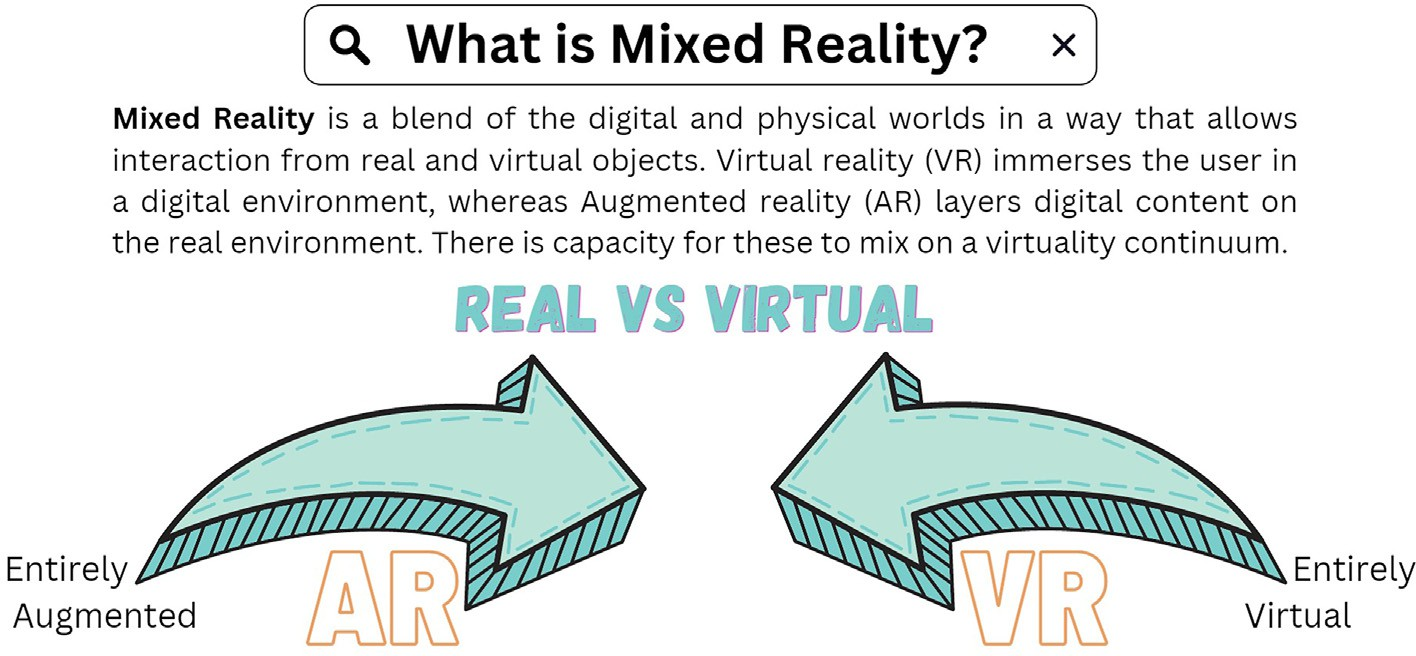 What is Mixed Reality?
Mixed Reality is a blend of the digital and physical worlds in a way that allows
interaction from real and virtual objects. Virtual reality (VR) immerses the user in
a digital environment, whereas Augmented reality (AR) layers digital content on
the real environment. There is capacity for these to mix on a virtuality continuum.
REAL VS VIRTUAL
Entirely
Augmented
AR
VR
Entirely
Virtual